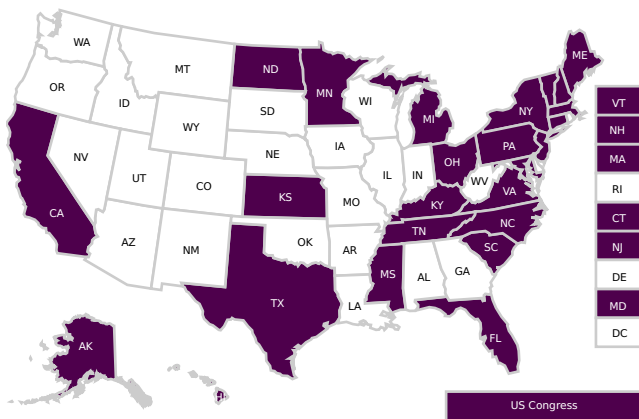 WA
ME
MT
ND
OR
MN
ID
WI
VT
SD
NY
WY
MI
NH
PA
IA
NE
MA
NV
OH
IL
IN
UT
WV
RI
CO
VA
KS
MO
KY
CA
CT
NC
TN
OK
AZ
NM
AR
SC
NJ
MS
AL
GA
DE
TX
LA
MD
DC
FL
AK
HI
US Congress